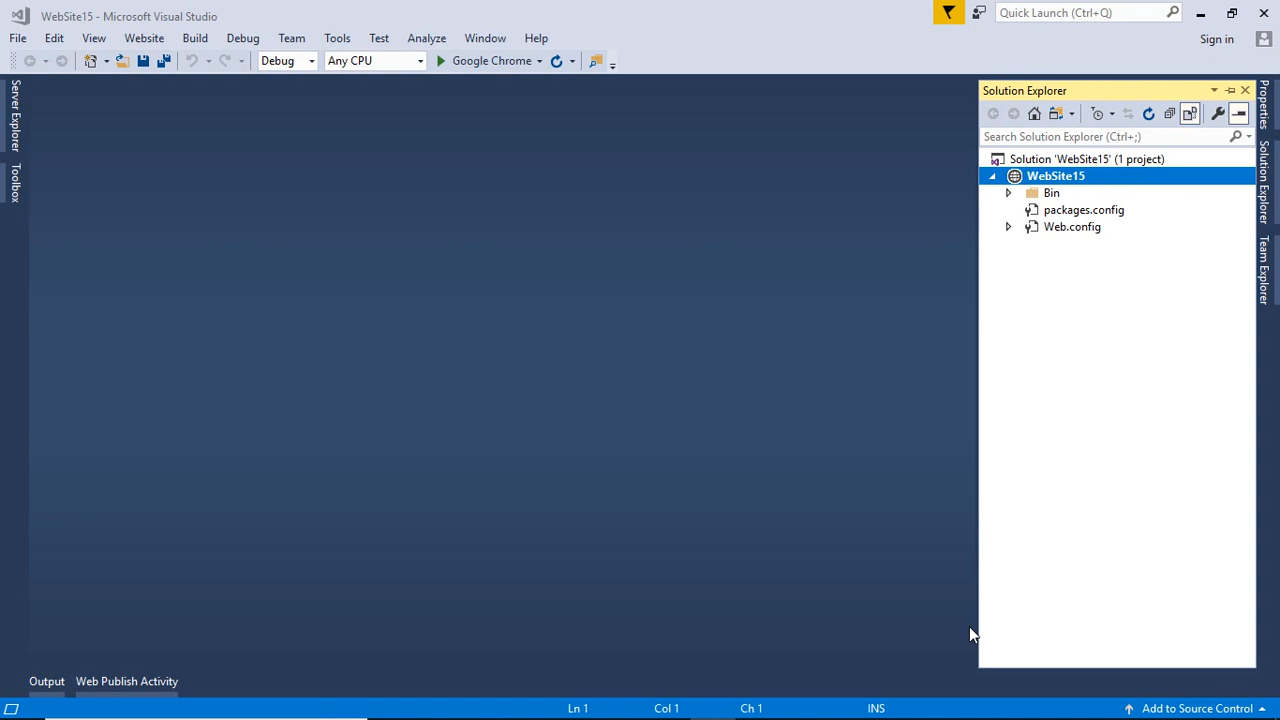 WebSite15 - Microsoft Visual Studio
Quick Launch (Ctrl+Q)
File Edit View Website Build Debug Team Tools Test Analyze Window Help
Sign in
Debug Any CPU Google Chrome
Server Explorer
Toolbox
Solution Explorer
Search Solution Explorer (Ctrl+;)
Solution 'WebSite15' (1 project)
WebSite15
Bin
packages.config
Web.config
Properties
Solution Explorer
Team Explorer
Output Web Publish Activity
Ln 1 Col 1 Ch 1 INS Add to Source Control